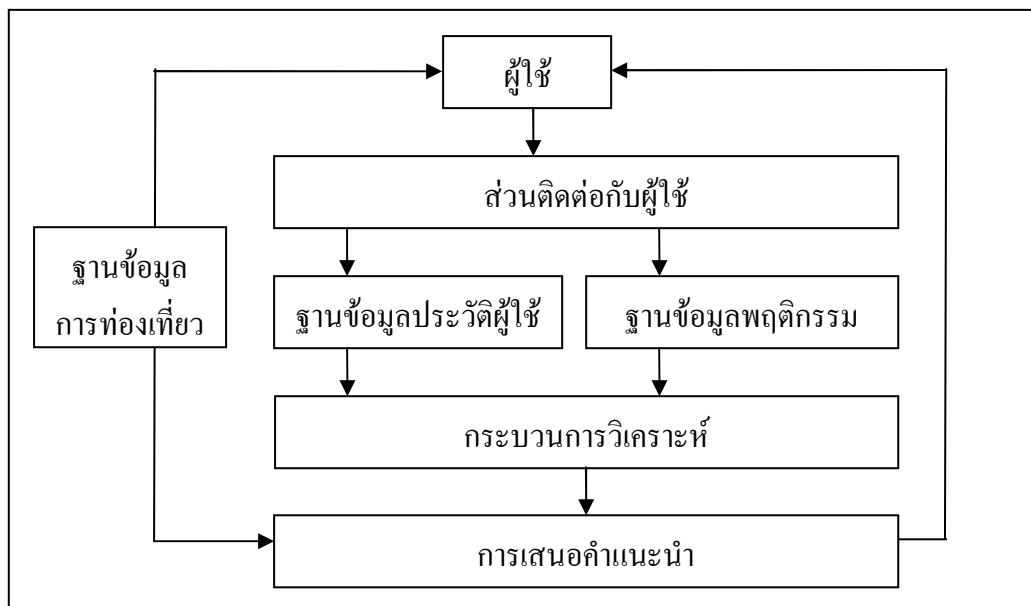 ผู้ใช้
ส่วนติดต่อกับผู้ใช้
ฐานข้อมูล
การท่องเที่ยว
ฐานข้อมูลประวัติผู้ใช้
ฐานข้อมูลพฤติกรรม
กระบวนการวิเคราะห์
การเสนอคำแนะนำ